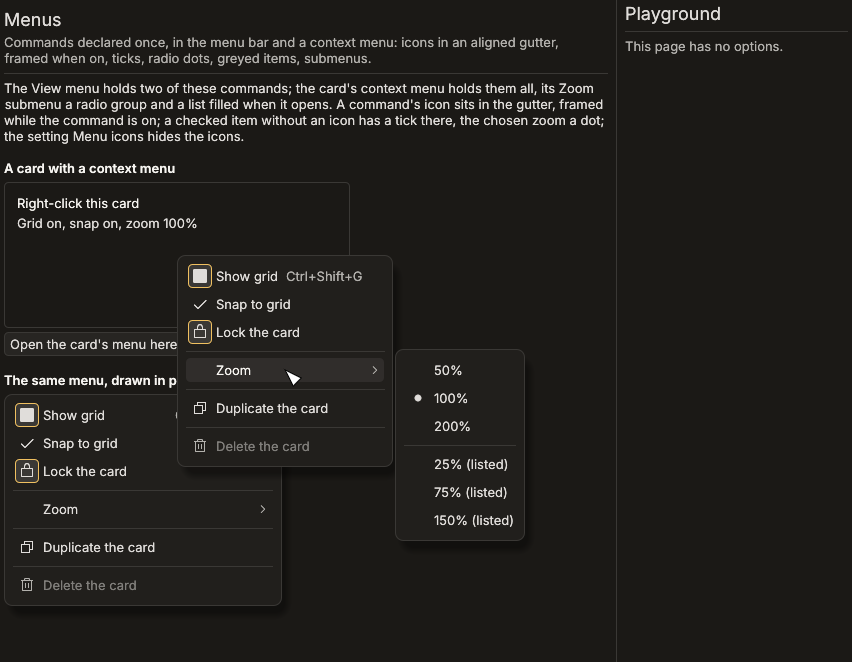 Menus
Commands declared once, in the menu bar and a context menu: icons in an aligned gutter,
framed when on, ticks, radio dots, greyed items, submenus.
The View menu holds two of these commands; the card's context menu holds them all, its Zoom
submenu a radio group and a list filled when it opens. A command's icon sits in the gutter, framed
while the command is on; a checked item without an icon has a tick there, the chosen zoom a dot;
the setting Menu icons hides the icons.
A card with a context menu
Right-click this card
Grid on, snap on, zoom 100%
Open the card's menu here
The same menu, drawn in p
Show grid
Snap to grid
Lock the card
Zoom
Duplicate the card
Delete the card
Show grid Ctrl+Shift+G
Snap to grid
Lock the card
Zoom
Duplicate the card
Delete the card
50%
100%
200%
25% (listed)
75% (listed)
150% (listed)
Playground
This page has no options.